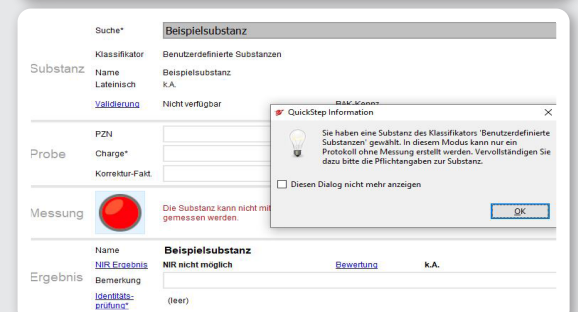 Suche* Beispielsubstanz
Substanz
Klassifikator Benutzerdefinierte Substanzen
Name Beispielsubstanz
Lateinisch k.A.
Validierung Nicht verfügbar BAK-Kennz.
QuickStep Information
Sie haben eine Substanz des Klassifikators 'Benutzerdefinierte
Substanzen' gewählt. In diesem Modus kann nur ein
Protokoll ohne Messung erstellt werden. Vervollständigen Sie
dazu bitte die Pflichtangaben zur Substanz.
Diesen Dialog nicht mehr anzeigen
OK
Probe
PZN
Charge*
Korrektur-Fakt.
Messung
Die Substanz kann nicht mit
gemessen werden.
Ergebnis
Name Beispielsubstanz
NIR Ergebnis NIR nicht möglich Bewertung k.A.
Bemerkung
Identitäts-
prüfung* (leer)